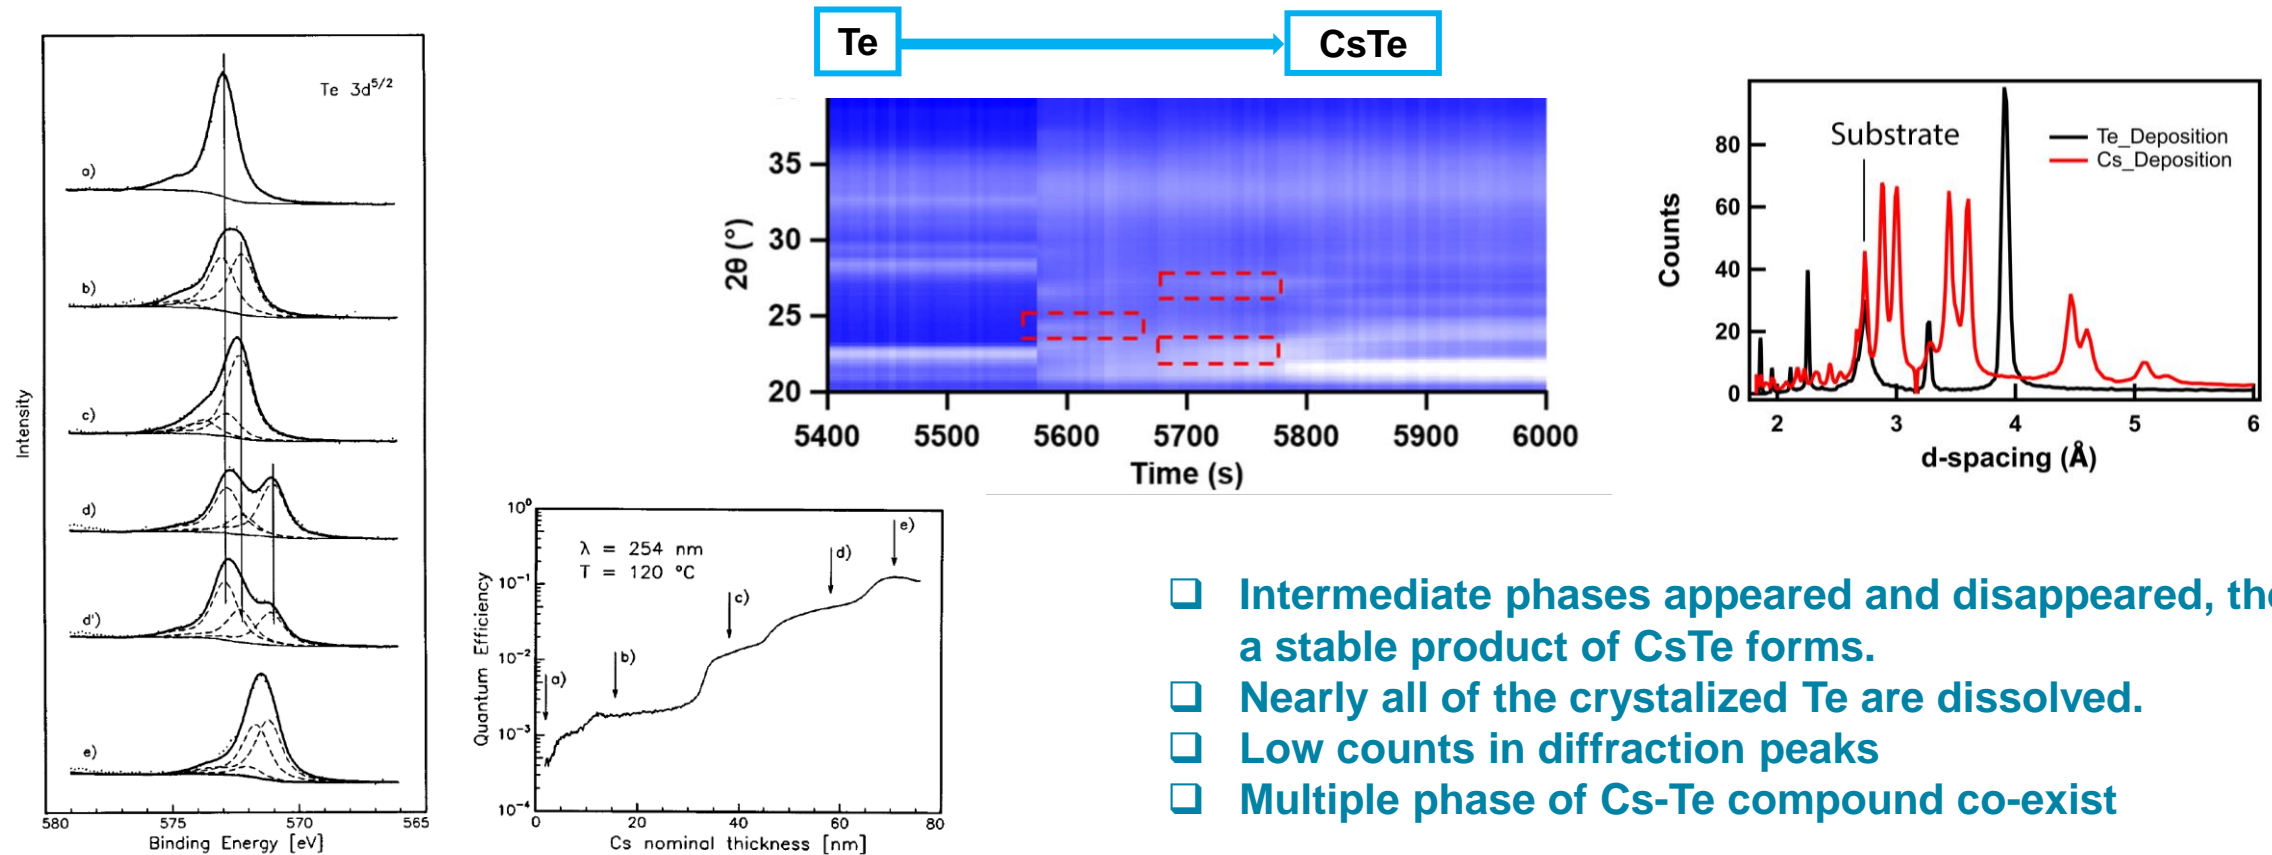 Te
CsTe
Te 3d5/2
a)
b)
c)
d)
d')
e)
Intensity
580
575
570
565
Binding Energy [eV]
2θ (°)
35
30
25
20
5400
5500
5600
5700
5800
5900
6000
Time (s)
Substrate
Te_Deposition
Cs_Deposition
Counts
80
60
40
20
0
2
3
4
5
6
d-spacing (Å)
λ = 254 nm
T = 120 ºC
a)
b)
c)
d)
e)
Quantum Efficiency
10⁰
10⁻¹
10⁻²
10⁻³
10⁻⁴
0
20
40
60
80
Cs nominal thickness [nm]
Intermediate phases appeared and disappeared, the
a stable product of CsTe forms.
Nearly all of the crystalized Te are dissolved.
Low counts in diffraction peaks
Multiple phase of Cs-Te compound co-exist